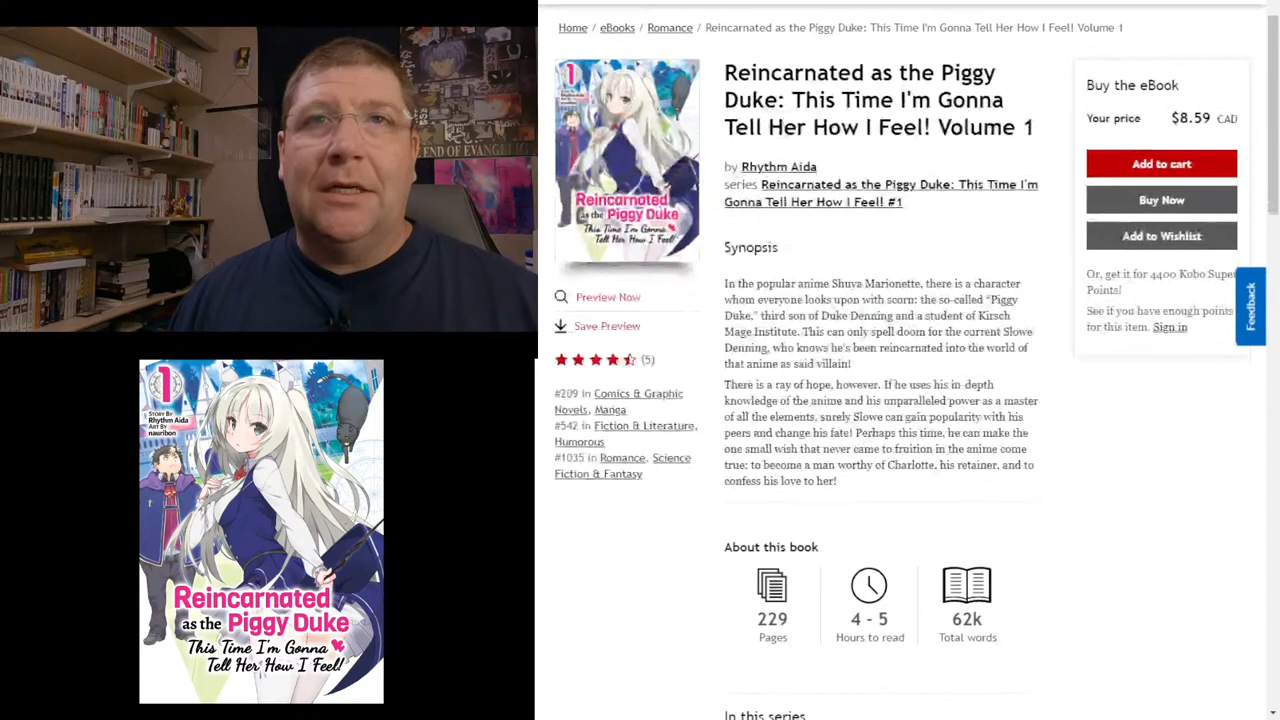 END OF EVANGELION
1
STORY BY
Rhythm Aida
ART BY
nauribon
Reincarnated
as the Piggy Duke
This Time I'm Gonna
Tell Her How I Feel!
Home / eBooks / Romance / Reincarnated as the Piggy Duke: This Time I'm Gonna Tell Her How I Feel! Volume 1
1
Reincarnated
as the Piggy Duke
This Time I'm Gonna
Tell Her How I Feel!
Preview Now
Save Preview
(5)
#209 in Comics & Graphic
Novels, Manga
#542 in Fiction & Literature,
Humorous
#1035 in Romance, Science
Fiction & Fantasy
Reincarnated as the Piggy
Duke: This Time I'm Gonna
Tell Her How I Feel! Volume 1
by Rhythm Aida
series Reincarnated as the Piggy Duke: This Time I'm
Gonna Tell Her How I Feel! #1
Synopsis
In the popular anime Shuya Marionette, there is a character
whom everyone looks upon with scorn: the so-called “Piggy
Duke,” third son of Duke Denning and a student of Kirsch
Mage Institute. This can only spell doom for the current Slowe
Denning, who knows he's been reincarnated into the world of
that anime as said villain!
There is a ray of hope, however. If he uses his in-depth
knowledge of the anime and his unparalleled power as a master
of all the elements, surely Slowe can gain popularity with his
peers and change his fate! Perhaps this time, he can make the
one small wish that never came to fruition in the anime come
true: to become a man worthy of Charlotte, his retainer, and to
confess his love to her!
About this book
229
Pages
4 - 5
Hours to read
62k
Total words
In this series
Buy the eBook
Your price $8.59 CAD
Add to cart
Buy Now
Add to Wishlist
Or, get it for 4400 Kobo Super
Points!
See if you have enough points
for this item. Sign in
Feedback